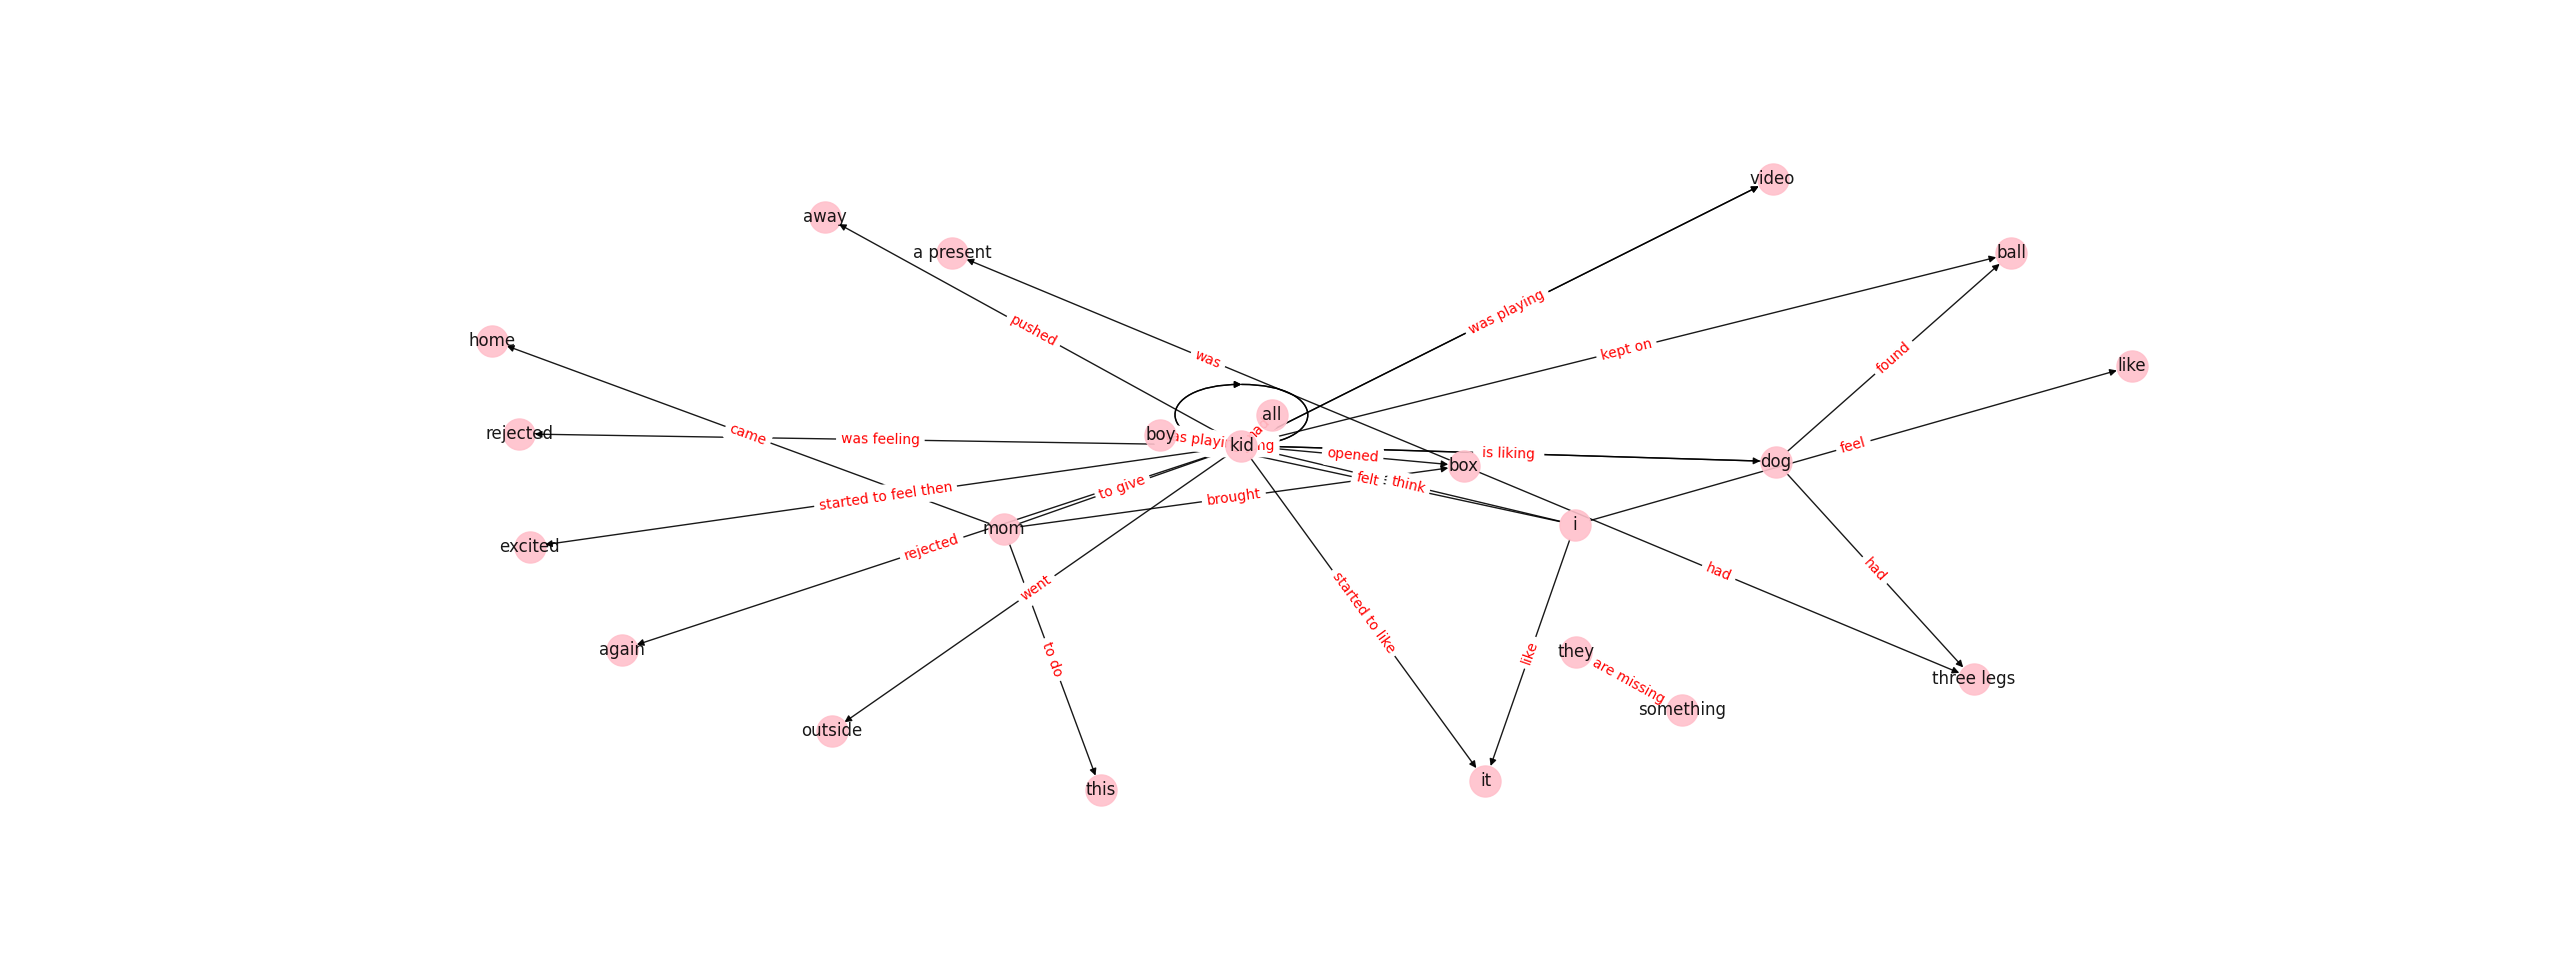 video
away
a present
ball
was playing
pushed
home
kept on
was
found
like
all
rejected
came
was feeling
boy
kid
feel
opened
is liking
box
dog
felt
think
to give
started to feel then
brought
i
mom
excited
rejected
had
had
went
started to like
again
to do
like
they
are missing
three legs
something
outside
it
this